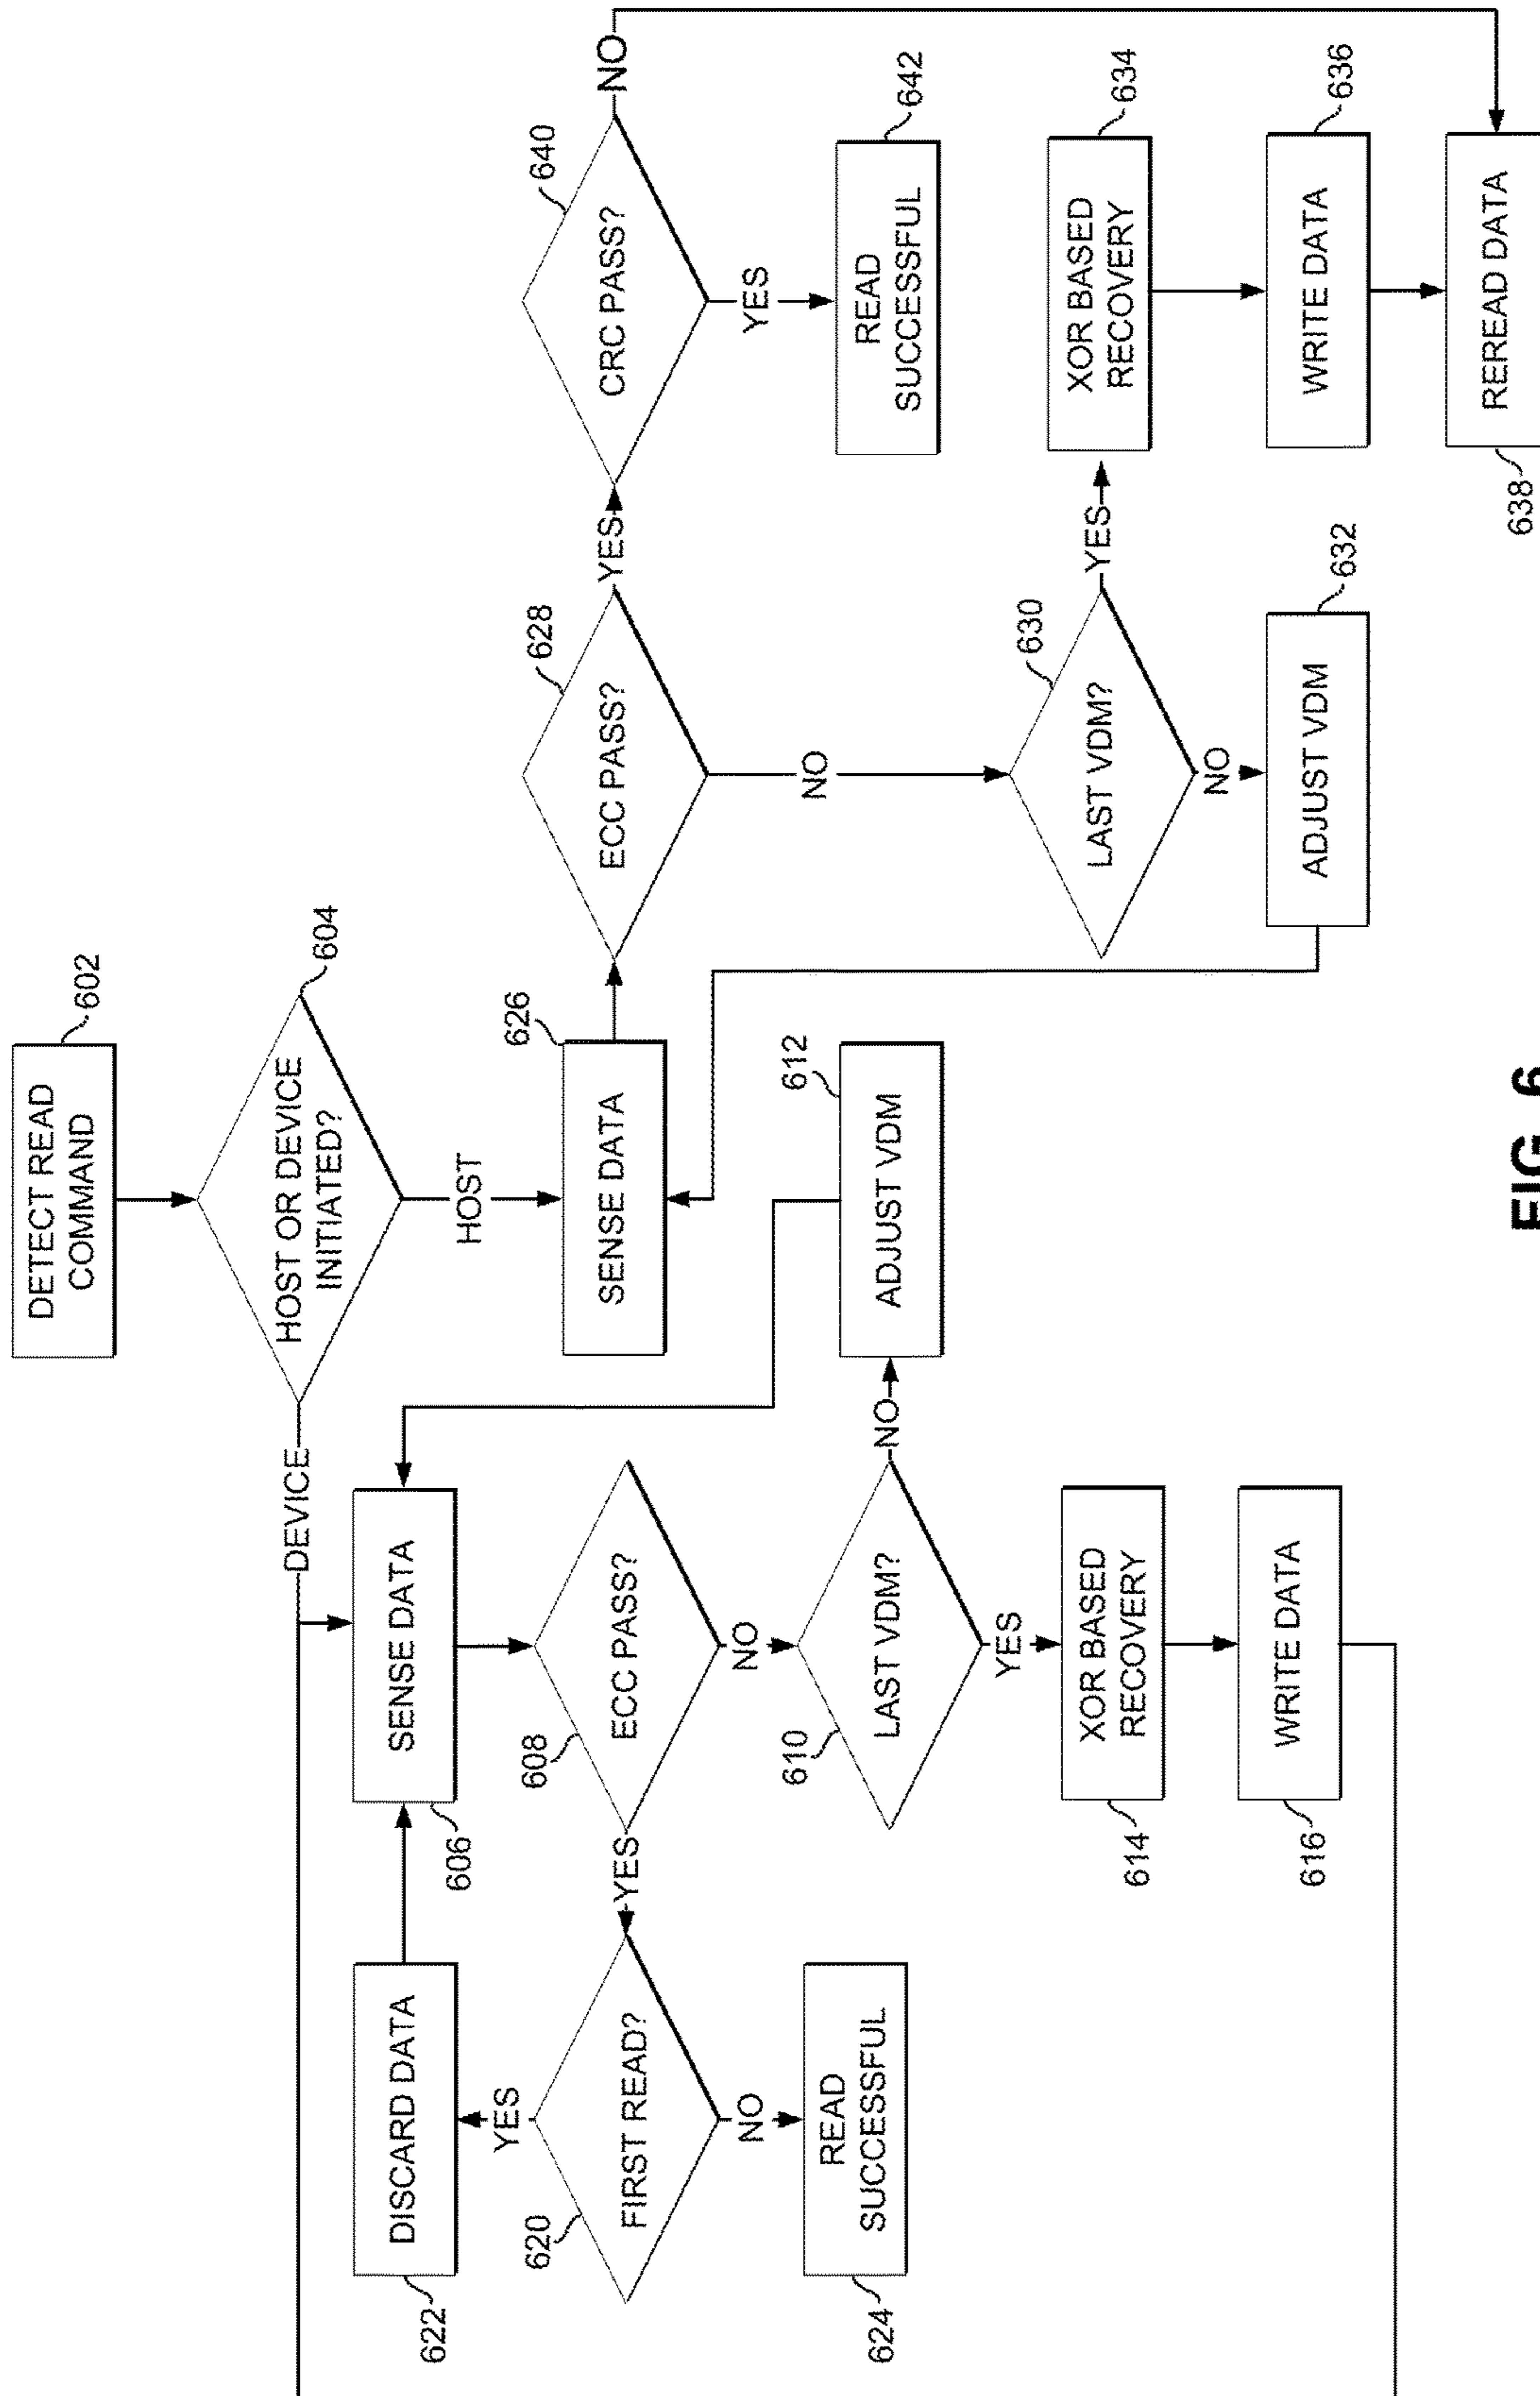 DETECT READ
COMMAND
602
HOST OR DEVICE
INITIATED?
604
DEVICE
HOST
SENSE DATA
606
ECC PASS?
608
YES
NO
FIRST READ?
620
YES
NO
DISCARD DATA
622
READ
SUCCESSFUL
624
LAST VDM?
610
NO
YES
ADJUST VDM
612
XOR BASED
RECOVERY
614
WRITE DATA
616
SENSE DATA
626
ECC PASS?
628
YES
NO
CRC PASS?
640
NO
YES
READ
SUCCESSFUL
642
LAST VDM?
630
YES
NO
ADJUST VDM
632
XOR BASED
RECOVERY
634
WRITE DATA
636
REREAD DATA
638
FIG. 6